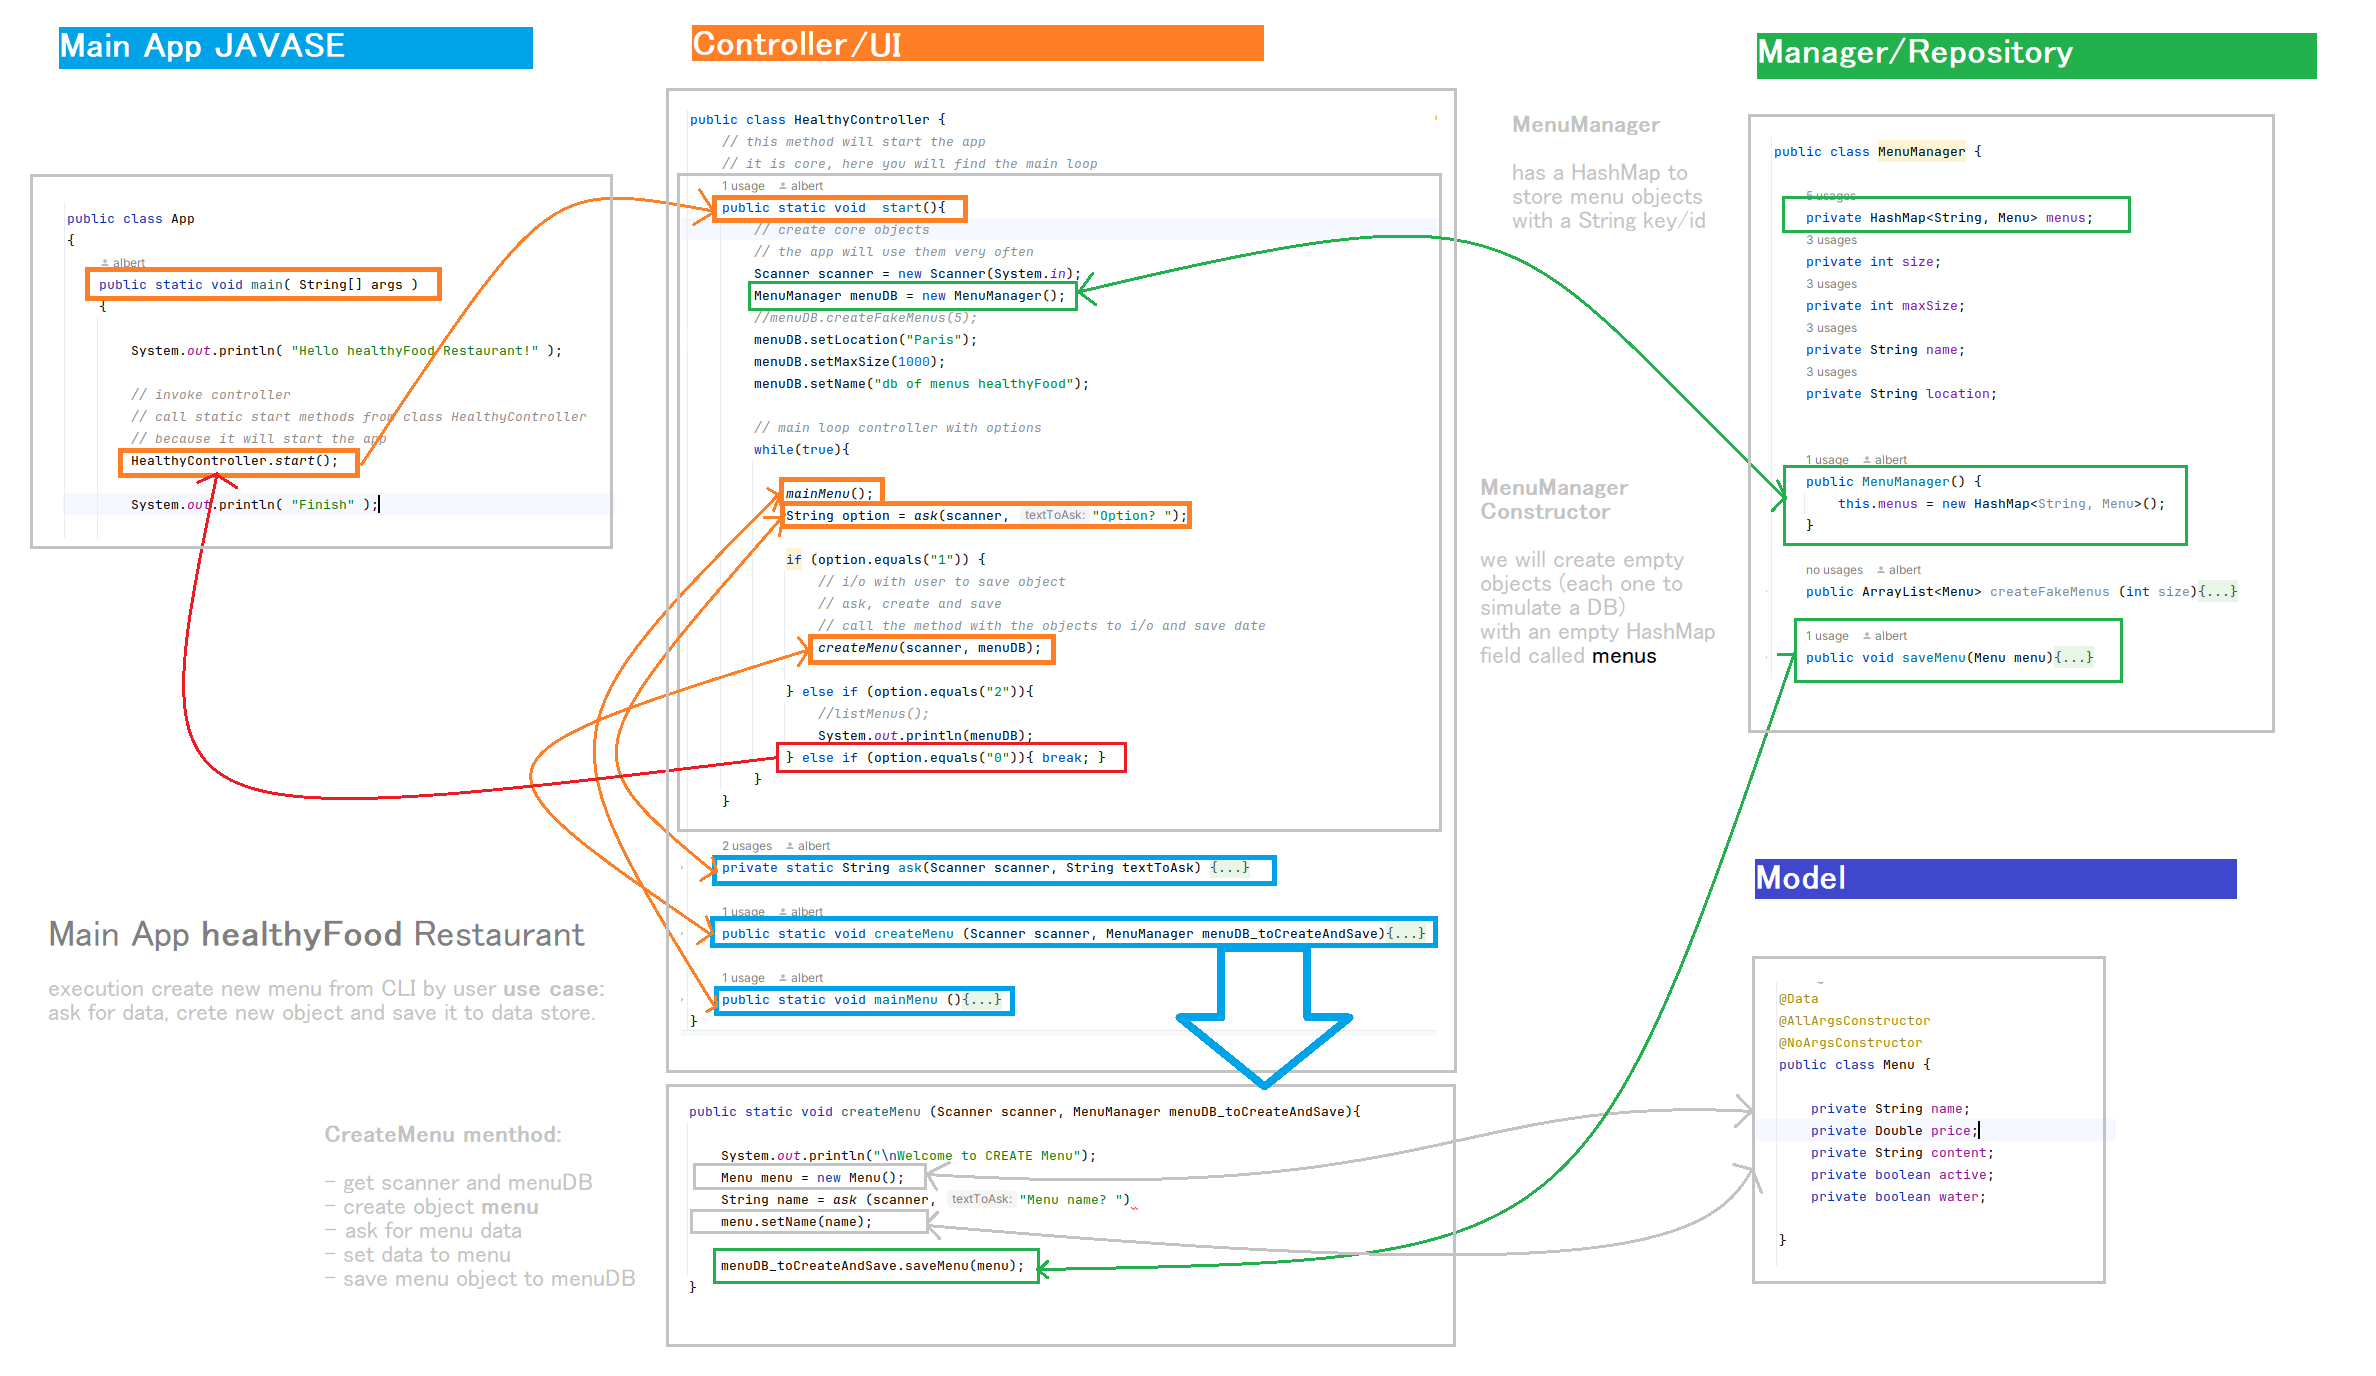 Main App JAVASE
public class App
{
albert
public static void main( String[] args )
{
System.out.println( "Hello healthyFood Restaurant!" );
// invoke controller
// call static start methods from class HealthyController
// because it will start the app
HealthyController.start();
System.out.println( "Finish" );
Main App healthyFood Restaurant
execution create new menu from CLI by user use case:
ask for data, crete new object and save it to data store.
CreateMenu menthod:
- get scanner and menuDB
- create object menu
- ask for menu data
- set data to menu
- save menu object to menuDB
Controller/UI
public class HealthyController {
// this method will start the app
// it is core, here you will find the main loop
1 usage albert
public static void start(){
// create core objects
// the app will use them very often
Scanner scanner = new Scanner(System.in);
MenuManager menuDB = new MenuManager();
//menuDB.createFakeMenus(5);
menuDB.setLocation("Paris");
menuDB.setMaxSize(1000);
menuDB.setName("db of menus healthyFood");
// main loop controller with options
while(true){
mainMenu();
String option = ask(scanner, textToAsk: "Option? ");
if (option.equals("1")) {
// i/o with user to save object
// ask, create and save
// call the method with the objects to i/o and save date
createMenu(scanner, menuDB);
} else if (option.equals("2")){
//listMenus();
System.out.println(menuDB);
} else if (option.equals("0")){ break; }
}
}
2 usages albert
private static String ask(Scanner scanner, String textToAsk) {...}
1 usage albert
public static void createMenu (Scanner scanner, MenuManager menuDB_toCreateAndSave){...}
1 usage albert
public static void mainMenu (){...}
}
public static void createMenu (Scanner scanner, MenuManager menuDB_toCreateAndSave){
System.out.println("\nWelcome to CREATE Menu");
Menu menu = new Menu();
String name = ask (scanner, textToAsk: "Menu name? ")
menu.setName(name);
menuDB_toCreateAndSave.saveMenu(menu);
}
MenuManager
has a HashMap to
store menu objects
with a String key/id
MenuManager
Constructor
we will create empty
objects (each one to
simulate a DB)
with an empty HashMap
field called menus
Manager/Repository
public class MenuManager {
5 usages
private HashMap<String, Menu> menus;
3 usages
private int size;
3 usages
private int maxSize;
3 usages
private String name;
3 usages
private String location;
1 usage albert
public MenuManager() {
this.menus = new HashMap<String, Menu>();
}
no usages albert
public ArrayList<Menu> createFakeMenus (int size){...}
1 usage albert
public void saveMenu(Menu menu){...}
Model
@Data
@AllArgsConstructor
@NoArgsConstructor
public class Menu {
private String name;
private Double price;
private String content;
private boolean active;
private boolean water;
}